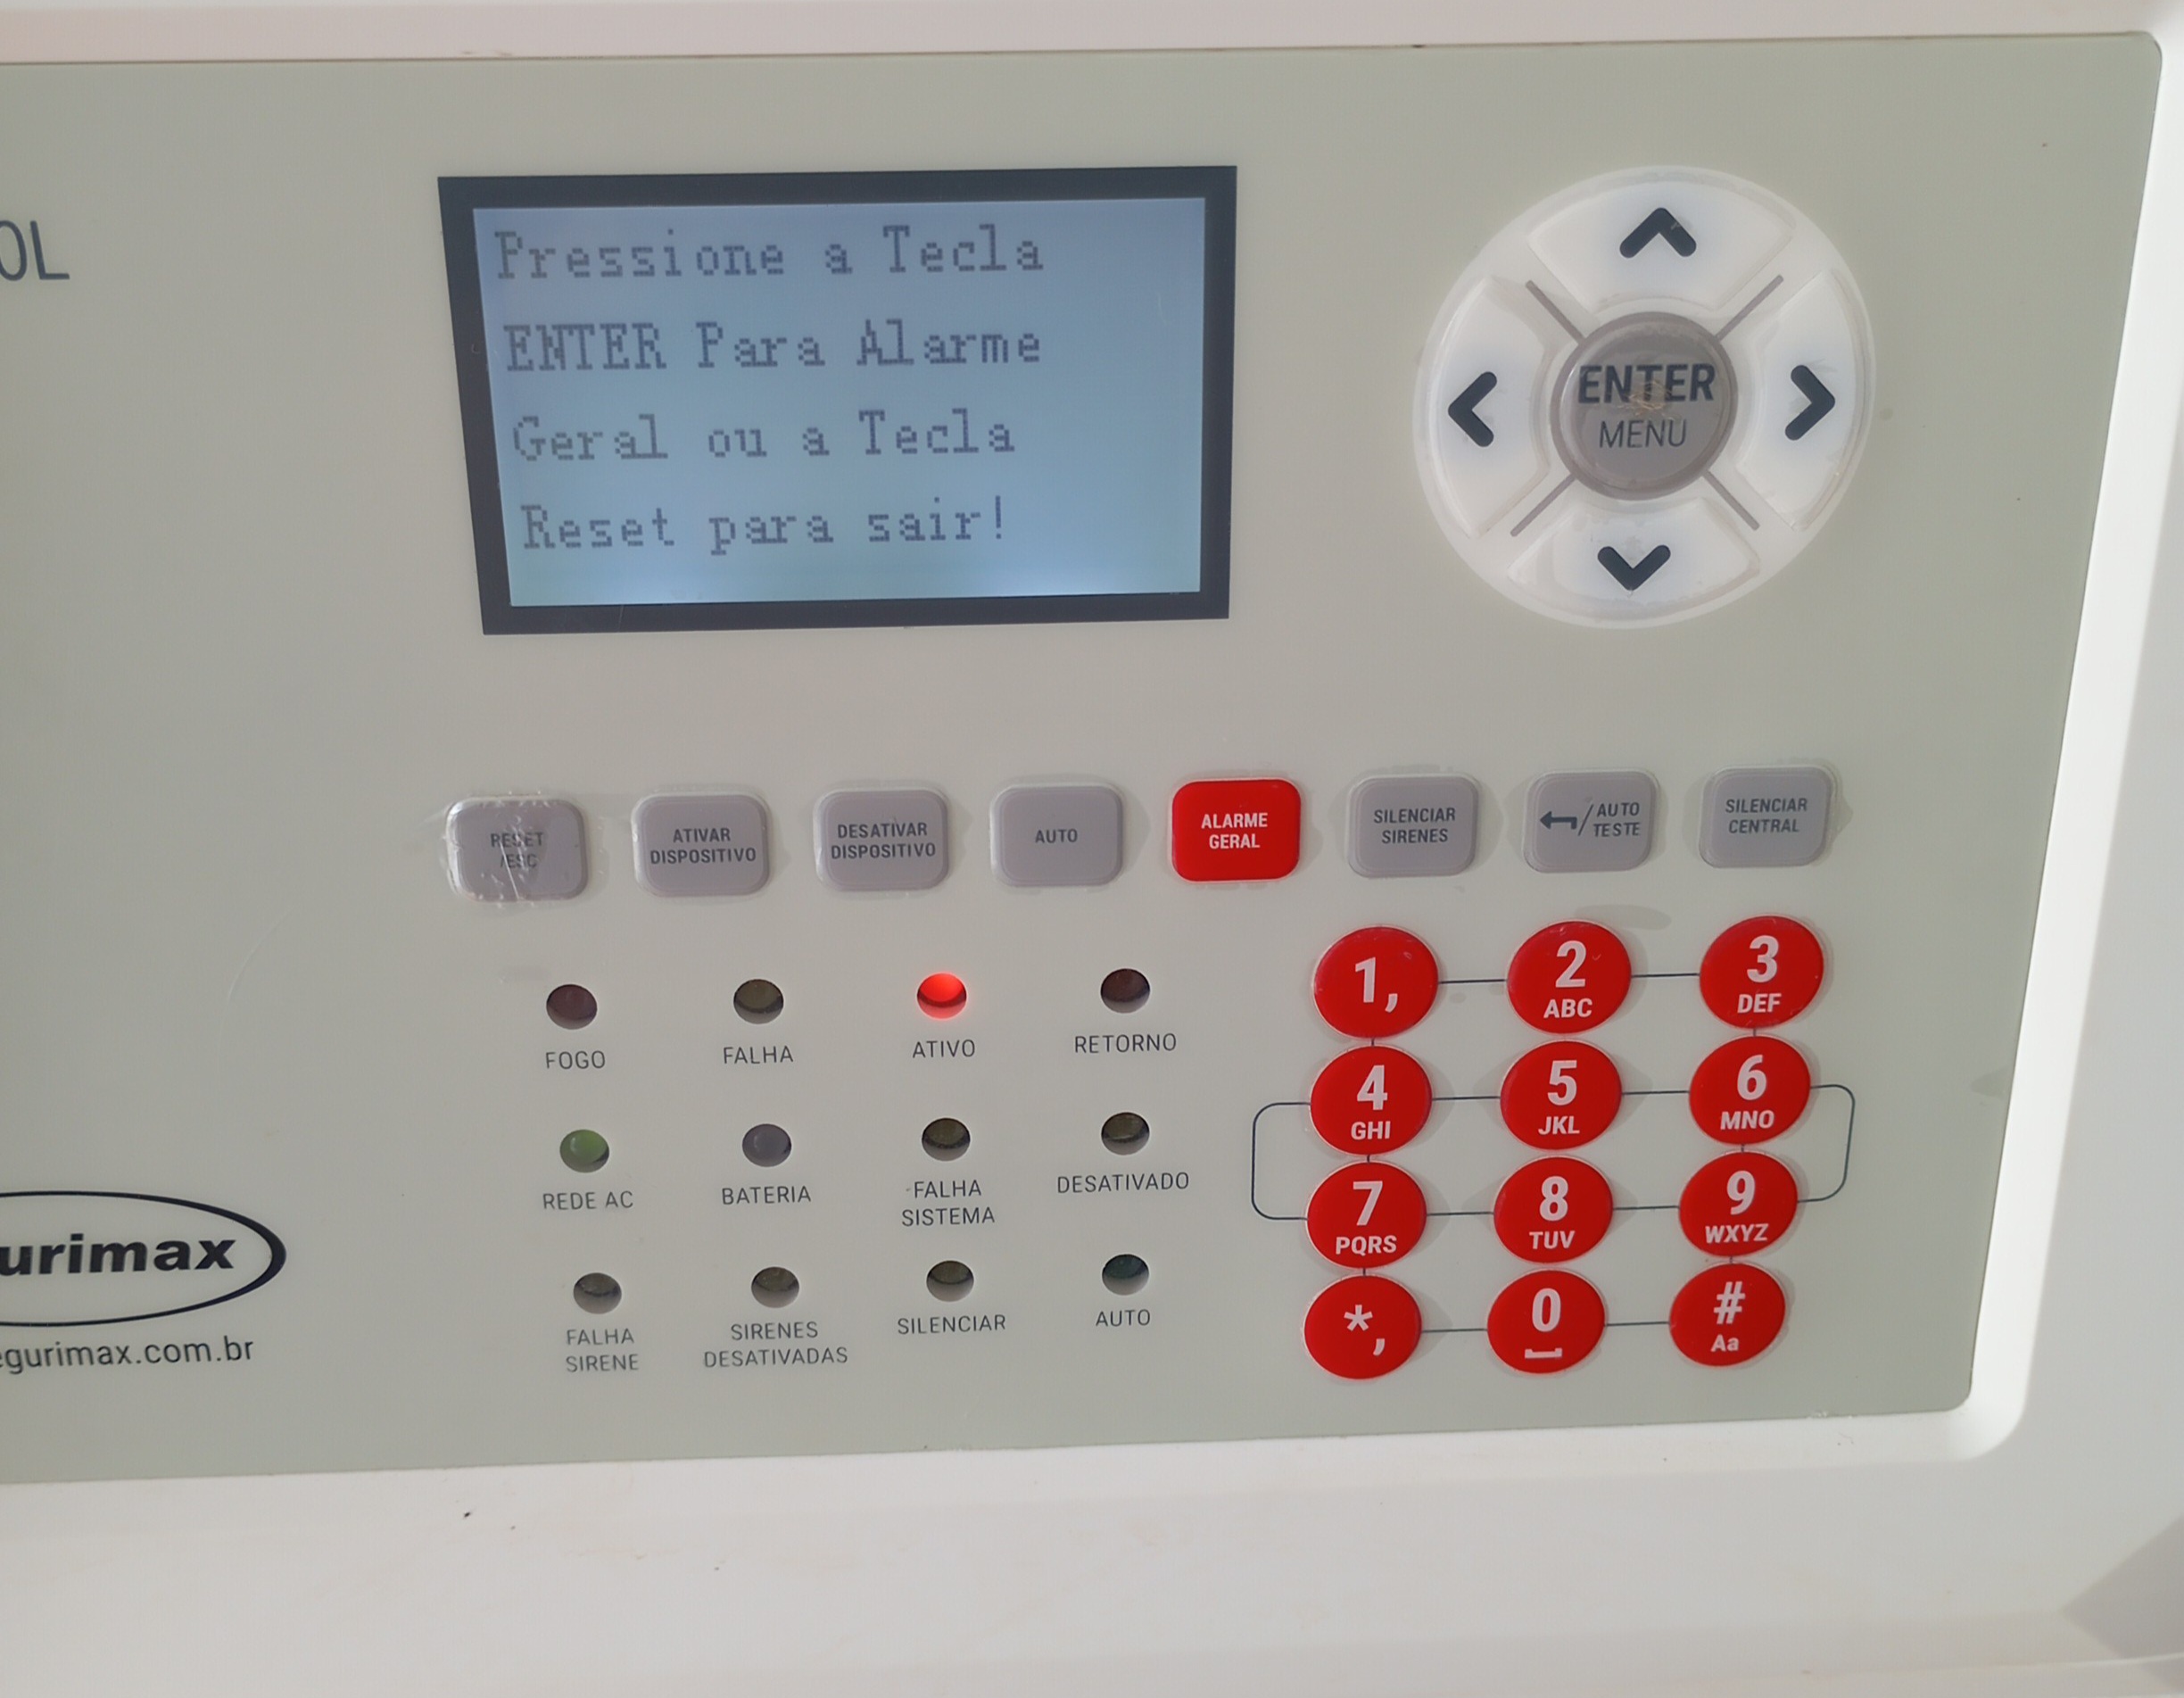 OL
Pressione a Tecla
ENTER Para Alarme
Geral ou a Tecla
Reset para sair!
ENTER
MENU
RESET
/ESC
ATIVAR
DISPOSITIVO
DESATIVAR
DISPOSITIVO
AUTO
ALARME
GERAL
SILENCIAR
SIRENES
/AUTO
TESTE
SILENCIAR
CENTRAL
FOGO
FALHA
ATIVO
RETORNO
REDE AC
BATERIA
FALHA
SISTEMA
DESATIVADO
FALHA
SIRENE
SIRENES
DESATIVADAS
SILENCIAR
AUTO
1,
2
ABC
3
DEF
4
GHI
5
JKL
6
MNO
7
PQRS
8
TUV
9
WXYZ
*,
0
#
Aa
urimax
egurimax.com.br